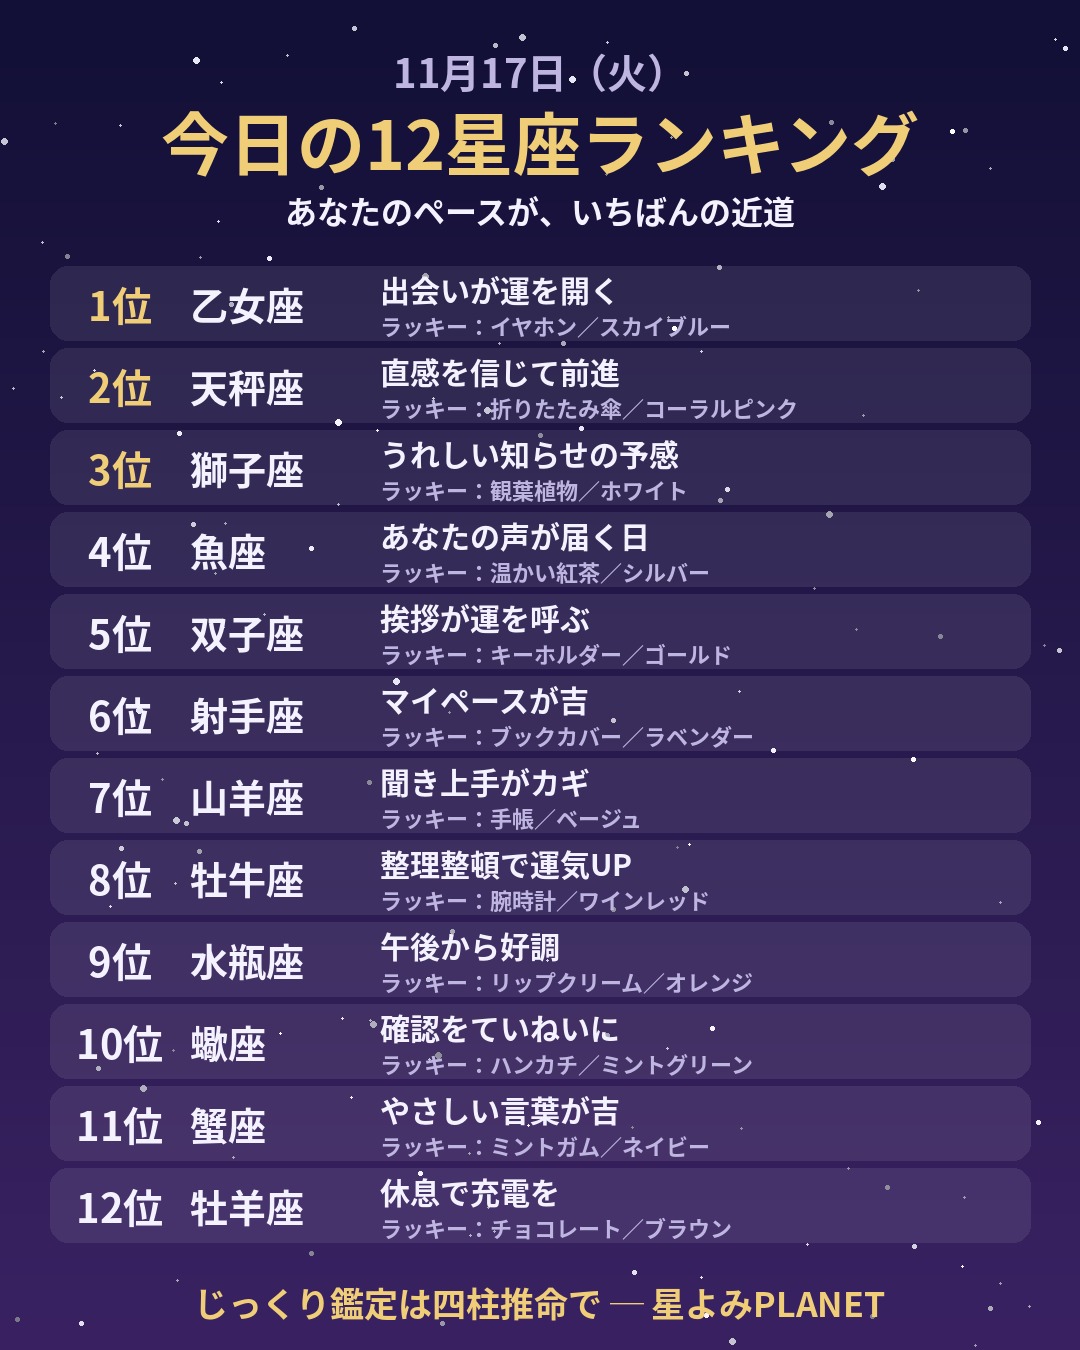 11月17日（火）
今日の12星座ランキング
あなたのペースが、いちばんの近道
1位 乙女座 出会いが運を開く
ラッキー：イヤホン／スカイブルー
2位 天秤座 直感を信じて前進
ラッキー：折りたたみ傘／コーラルピンク
3位 獅子座 うれしい知らせの予感
ラッキー：観葉植物／ホワイト
4位 魚座 あなたの声が届く日
ラッキー：温かい紅茶／シルバー
5位 双子座 挨拶が運を呼ぶ
ラッキー：キーホルダー／ゴールド
6位 射手座 マイペースが吉
ラッキー：ブックカバー／ラベンダー
7位 山羊座 聞き上手がカギ
ラッキー：手帳／ベージュ
8位 牡牛座 整理整頓で運気UP
ラッキー：腕時計／ワインレッド
9位 水瓶座 午後から好調
ラッキー：リップクリーム／オレンジ
10位 蠍座 確認をていねいに
ラッキー：ハンカチ／ミントグリーン
11位 蟹座 やさしい言葉が吉
ラッキー：ミントガム／ネイビー
12位 牡羊座 休息で充電を
ラッキー：チョコレート／ブラウン
じっくり鑑定は四柱推命で ─ 星よみPLANET